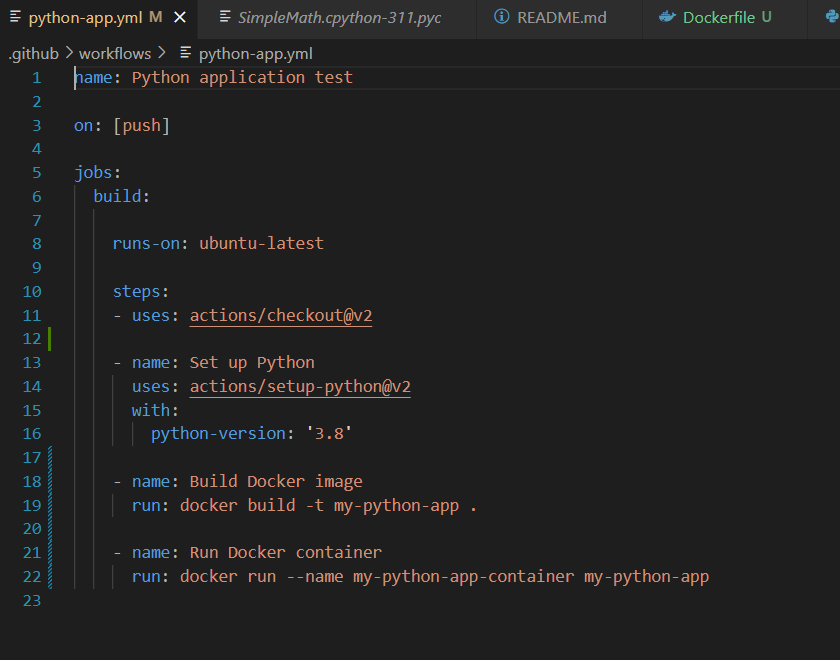 python-app.yml M
SimpleMath.cpython-311.pyc
README.md
Dockerfile U
.github > workflows > python-app.yml
1 name: Python application test
2
3 on: [push]
4
5 jobs:
6   build:
7
8     runs-on: ubuntu-latest
9
10     steps:
11     - uses: actions/checkout@v2
12
13     - name: Set up Python
14       uses: actions/setup-python@v2
15       with:
16         python-version: '3.8'
17
18     - name: Build Docker image
19       run: docker build -t my-python-app .
20
21     - name: Run Docker container
22       run: docker run --name my-python-app-container my-python-app
23